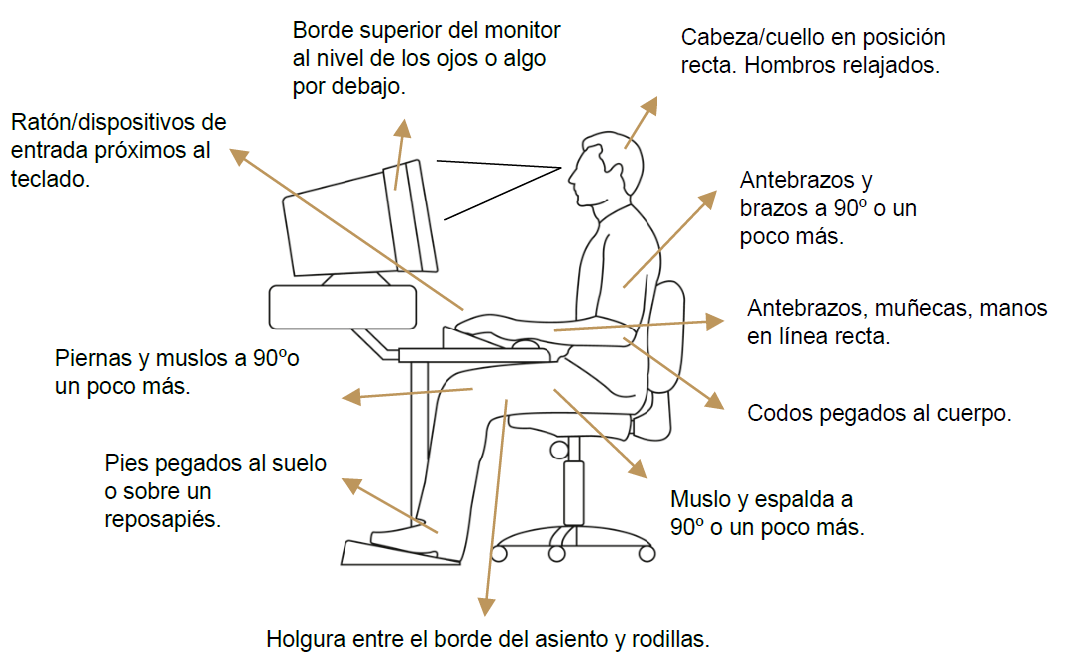 Borde superior del monitor
al nivel de los ojos o algo
por debajo.
Cabeza/cuello en posición
recta. Hombros relajados.
Ratón/dispositivos de
entrada próximos al
teclado.
Antebrazos y
brazos a 90º o un
poco más.
Antebrazos, muñecas, manos
en línea recta.
Piernas y muslos a 90ºo
un poco más.
Codos pegados al cuerpo.
Pies pegados al suelo
o sobre un
reposapiés.
Muslo y espalda a
90º o un poco más.
Holgura entre el borde del asiento y rodillas.